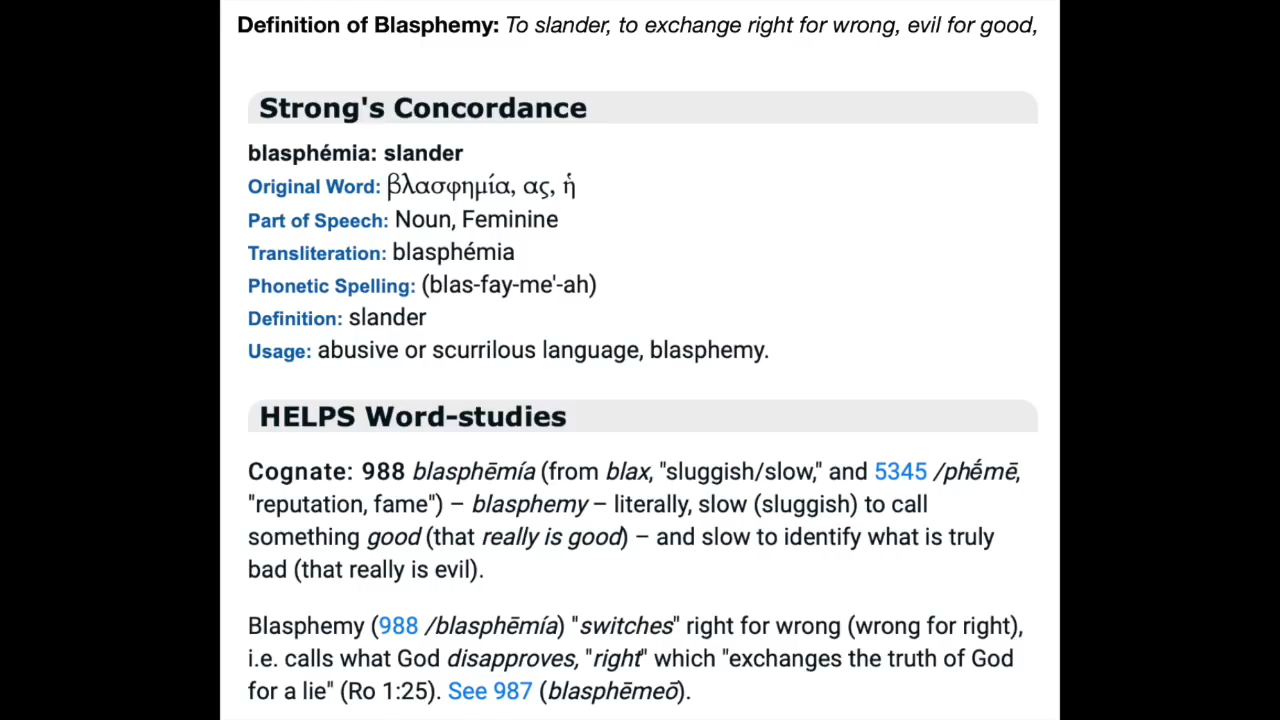 Definition of Blasphemy: To slander, to exchange right for wrong, evil for good,
Strong's Concordance
blasphémia: slander
Original Word: βλασφημία, ας, ἡ
Part of Speech: Noun, Feminine
Transliteration: blasphémia
Phonetic Spelling: (blas-fay-me'-ah)
Definition: slander
Usage: abusive or scurrilous language, blasphemy.
HELPS Word-studies
Cognate: 988 blasphēmía (from blax, "sluggish/slow," and 5345 /phḗmē,
"reputation, fame") – blasphemy – literally, slow (sluggish) to call
something good (that really is good) – and slow to identify what is truly
bad (that really is evil).
Blasphemy (988 /blasphēmía) "switches" right for wrong (wrong for right),
i.e. calls what God disapproves, "right" which "exchanges the truth of God
for a lie" (Ro 1:25). See 987 (blasphēmeō).